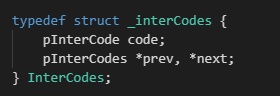 typedef struct _interCodes {
    pInterCode code;
    pInterCodes *prev, *next;
} InterCodes;